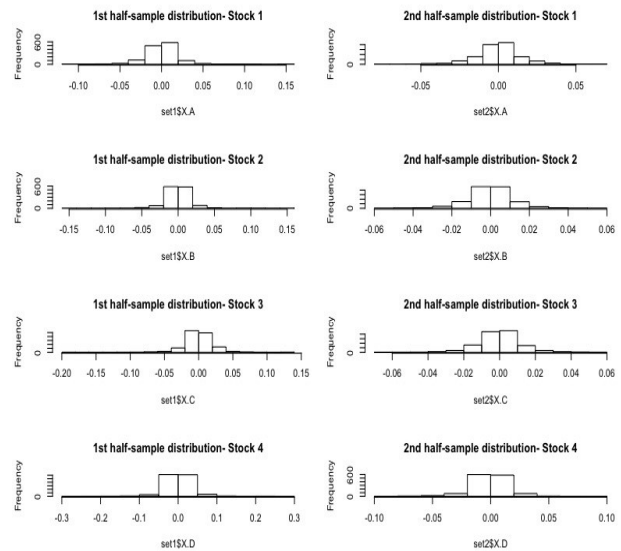 1st half-sample distribution- Stock 1
Frequency
0 600
-0.10 -0.05 0.00 0.05 0.10 0.15
set1$X.A
2nd half-sample distribution- Stock 1
Frequency
0
-0.05 0.00 0.05
set2$X.A
1st half-sample distribution- Stock 2
Frequency
0 600
-0.15 -0.10 -0.05 0.00 0.05 0.10 0.15
set1$X.B
2nd half-sample distribution- Stock 2
Frequency
0
-0.06 -0.04 -0.02 0.00 0.02 0.04 0.06
set2$X.B
1st half-sample distribution- Stock 3
Frequency
0
-0.20 -0.15 -0.10 -0.05 0.00 0.05 0.10 0.15
set1$X.C
2nd half-sample distribution- Stock 3
Frequency
0
-0.06 -0.04 -0.02 0.00 0.02 0.04 0.06
set2$X.C
1st half-sample distribution- Stock 4
Frequency
0
-0.3 -0.2 -0.1 0.0 0.1 0.2 0.3
set1$X.D
2nd half-sample distribution- Stock 4
Frequency
0 600
-0.10 -0.05 0.00 0.05 0.10
set2$X.D